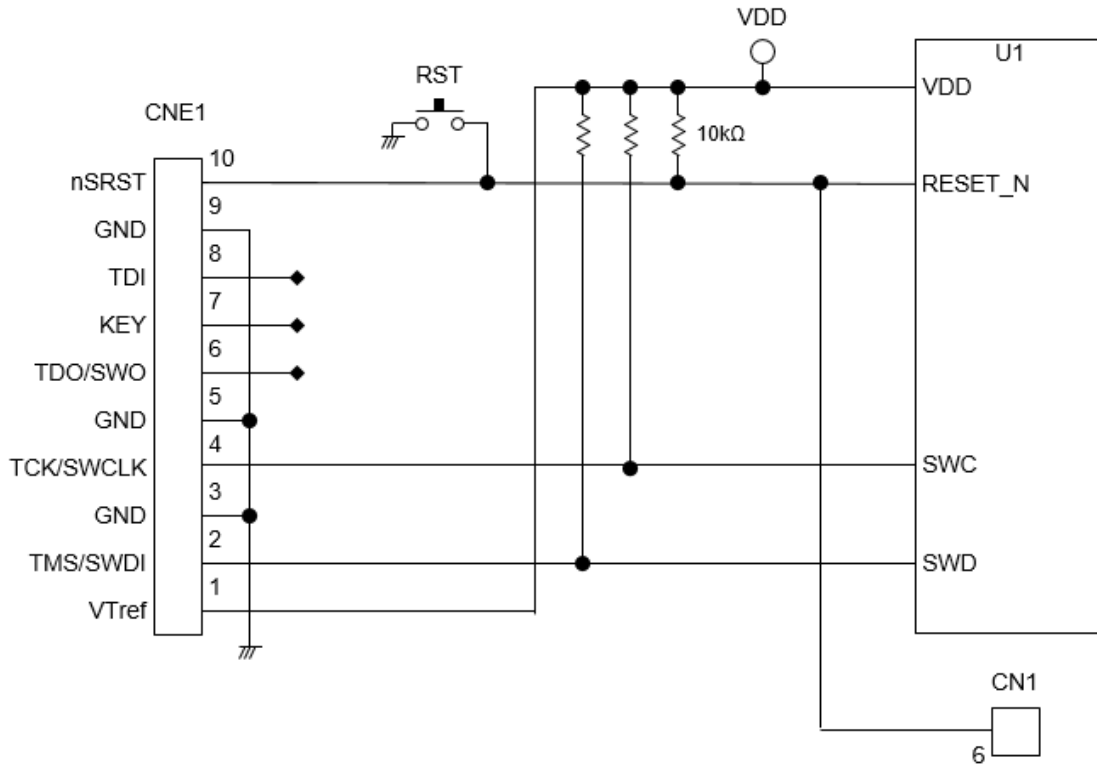 VDD
U1
RST
VDD
CNE1
10kΩ
10
nSRST
RESET_N
9
GND
8
TDI
7
KEY
6
TDO/SWO
5
GND
4
TCK/SWCLK
SWC
3
GND
2
TMS/SWDI
SWD
1
VTref
CN1
6